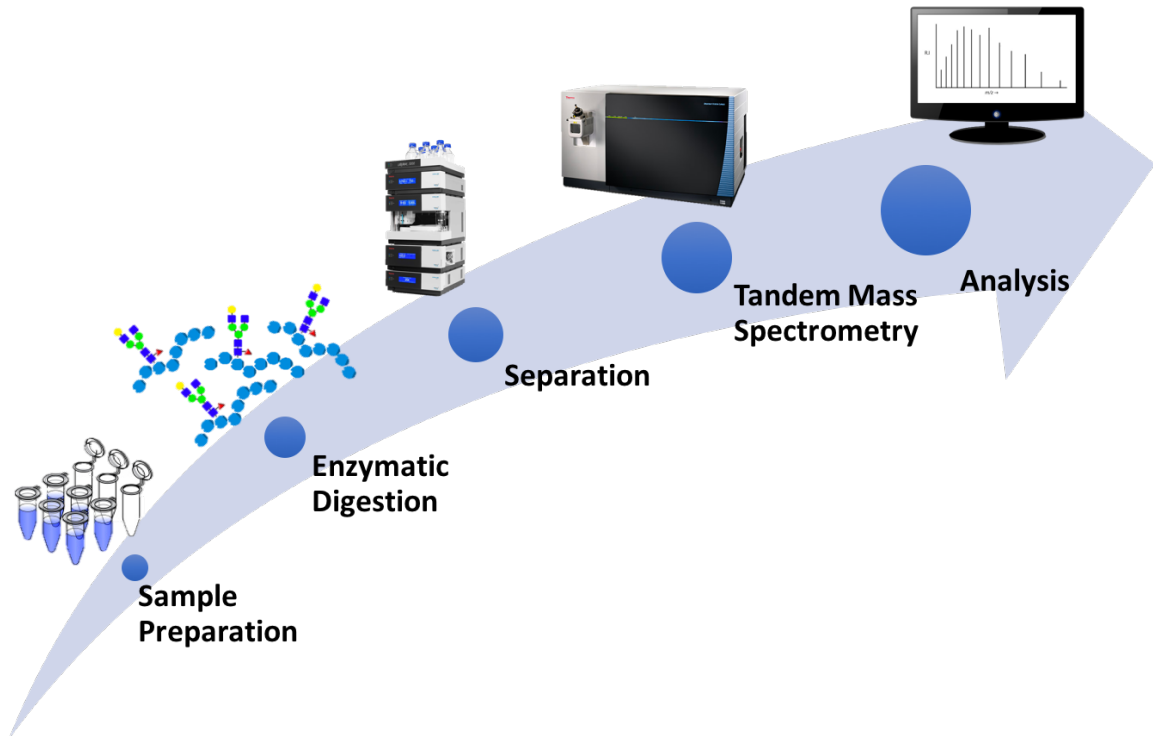 Sample
Preparation
Enzymatic
Digestion
Separation
Tandem Mass
Spectrometry
Analysis